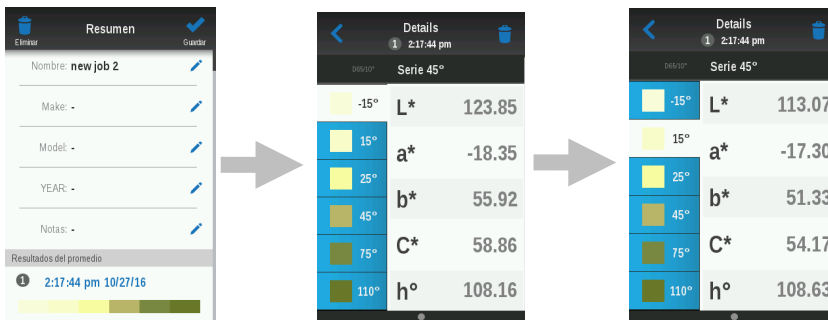 Resumen
Eliminar
Guardar
Nombre: new job 2
Make: -
Model: -
YEAR: -
Notas: -
Resultados del promedio
1 2:17:44 pm 10/27/16
Details
1 2:17:44 pm
D65/10° Serie 45°
-15°
15°
25°
45°
75°
110°
L* 123.85
a* -18.35
b* 55.92
C* 58.86
h° 108.16
Details
1 2:17:44 pm
D65/10° Serie 45°
-15°
15°
25°
45°
75°
110°
L* 113.07
a* -17.30
b* 51.33
C* 54.17
h° 108.63